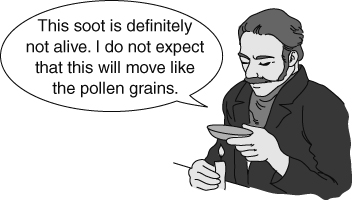 This soot is definitely
not alive. I do not expect
that this will move like
the pollen grains.